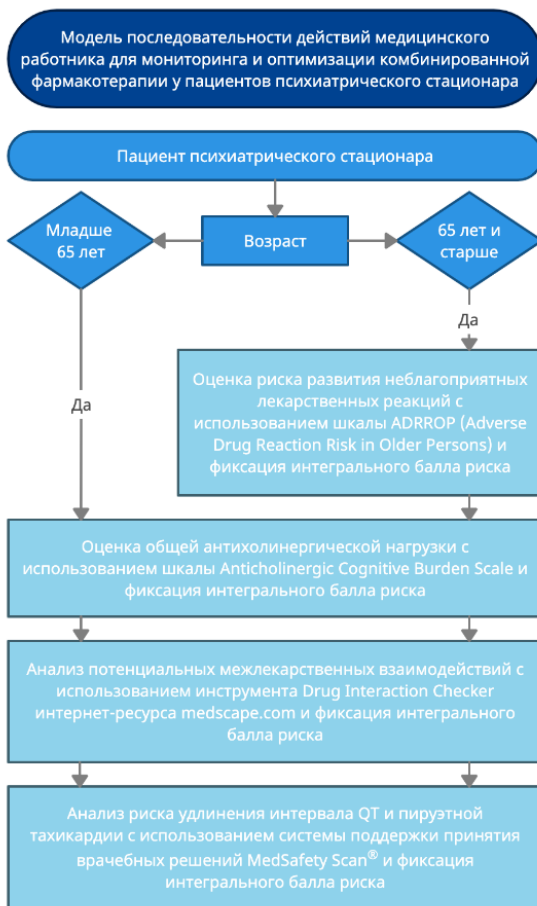 Модель последовательности действий медицинского
работника для мониторинга и оптимизации комбинированной
фармакотерапии у пациентов психиатрического стационара
Пациент психиатрического стационара
Младше
65 лет
Возраст
65 лет и
старше
Да
Да
Оценка риска развития неблагоприятных
лекарственных реакций с
использованием шкалы ADRROP (Adverse
Drug Reaction Risk in Older Persons) и
фиксация интегрального балла риска
Оценка общей антихолинергической нагрузки с
использованием шкалы Anticholinergic Cognitive Burden Scale и
фиксация интегрального балла риска
Анализ потенциальных межлекарственных взаимодействий с
использованием инструмента Drug Interaction Checker
интернет-ресурса medscape.com и фиксация интегрального
балла риска
Анализ риска удлинения интервала QT и пируэтной
тахикардии с использованием системы поддержки принятия
врачебных решений MedSafety Scan® и фиксация
интегрального балла риска